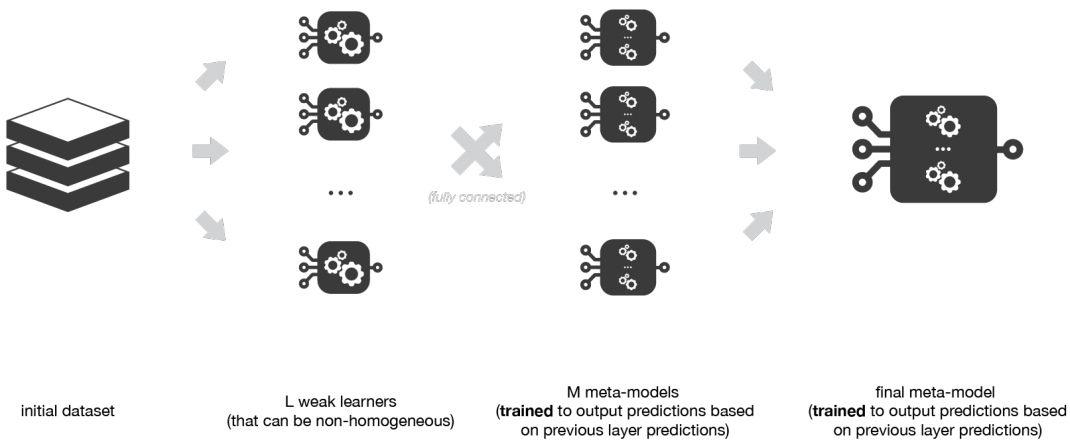 ...
...
...
...
...
(fully connected)
...
...
initial dataset
L weak learners
(that can be non-homogeneous)
M meta-models
(trained to output predictions based
on previous layer predictions)
final meta-model
(trained to output predictions based
on previous layer predictions)